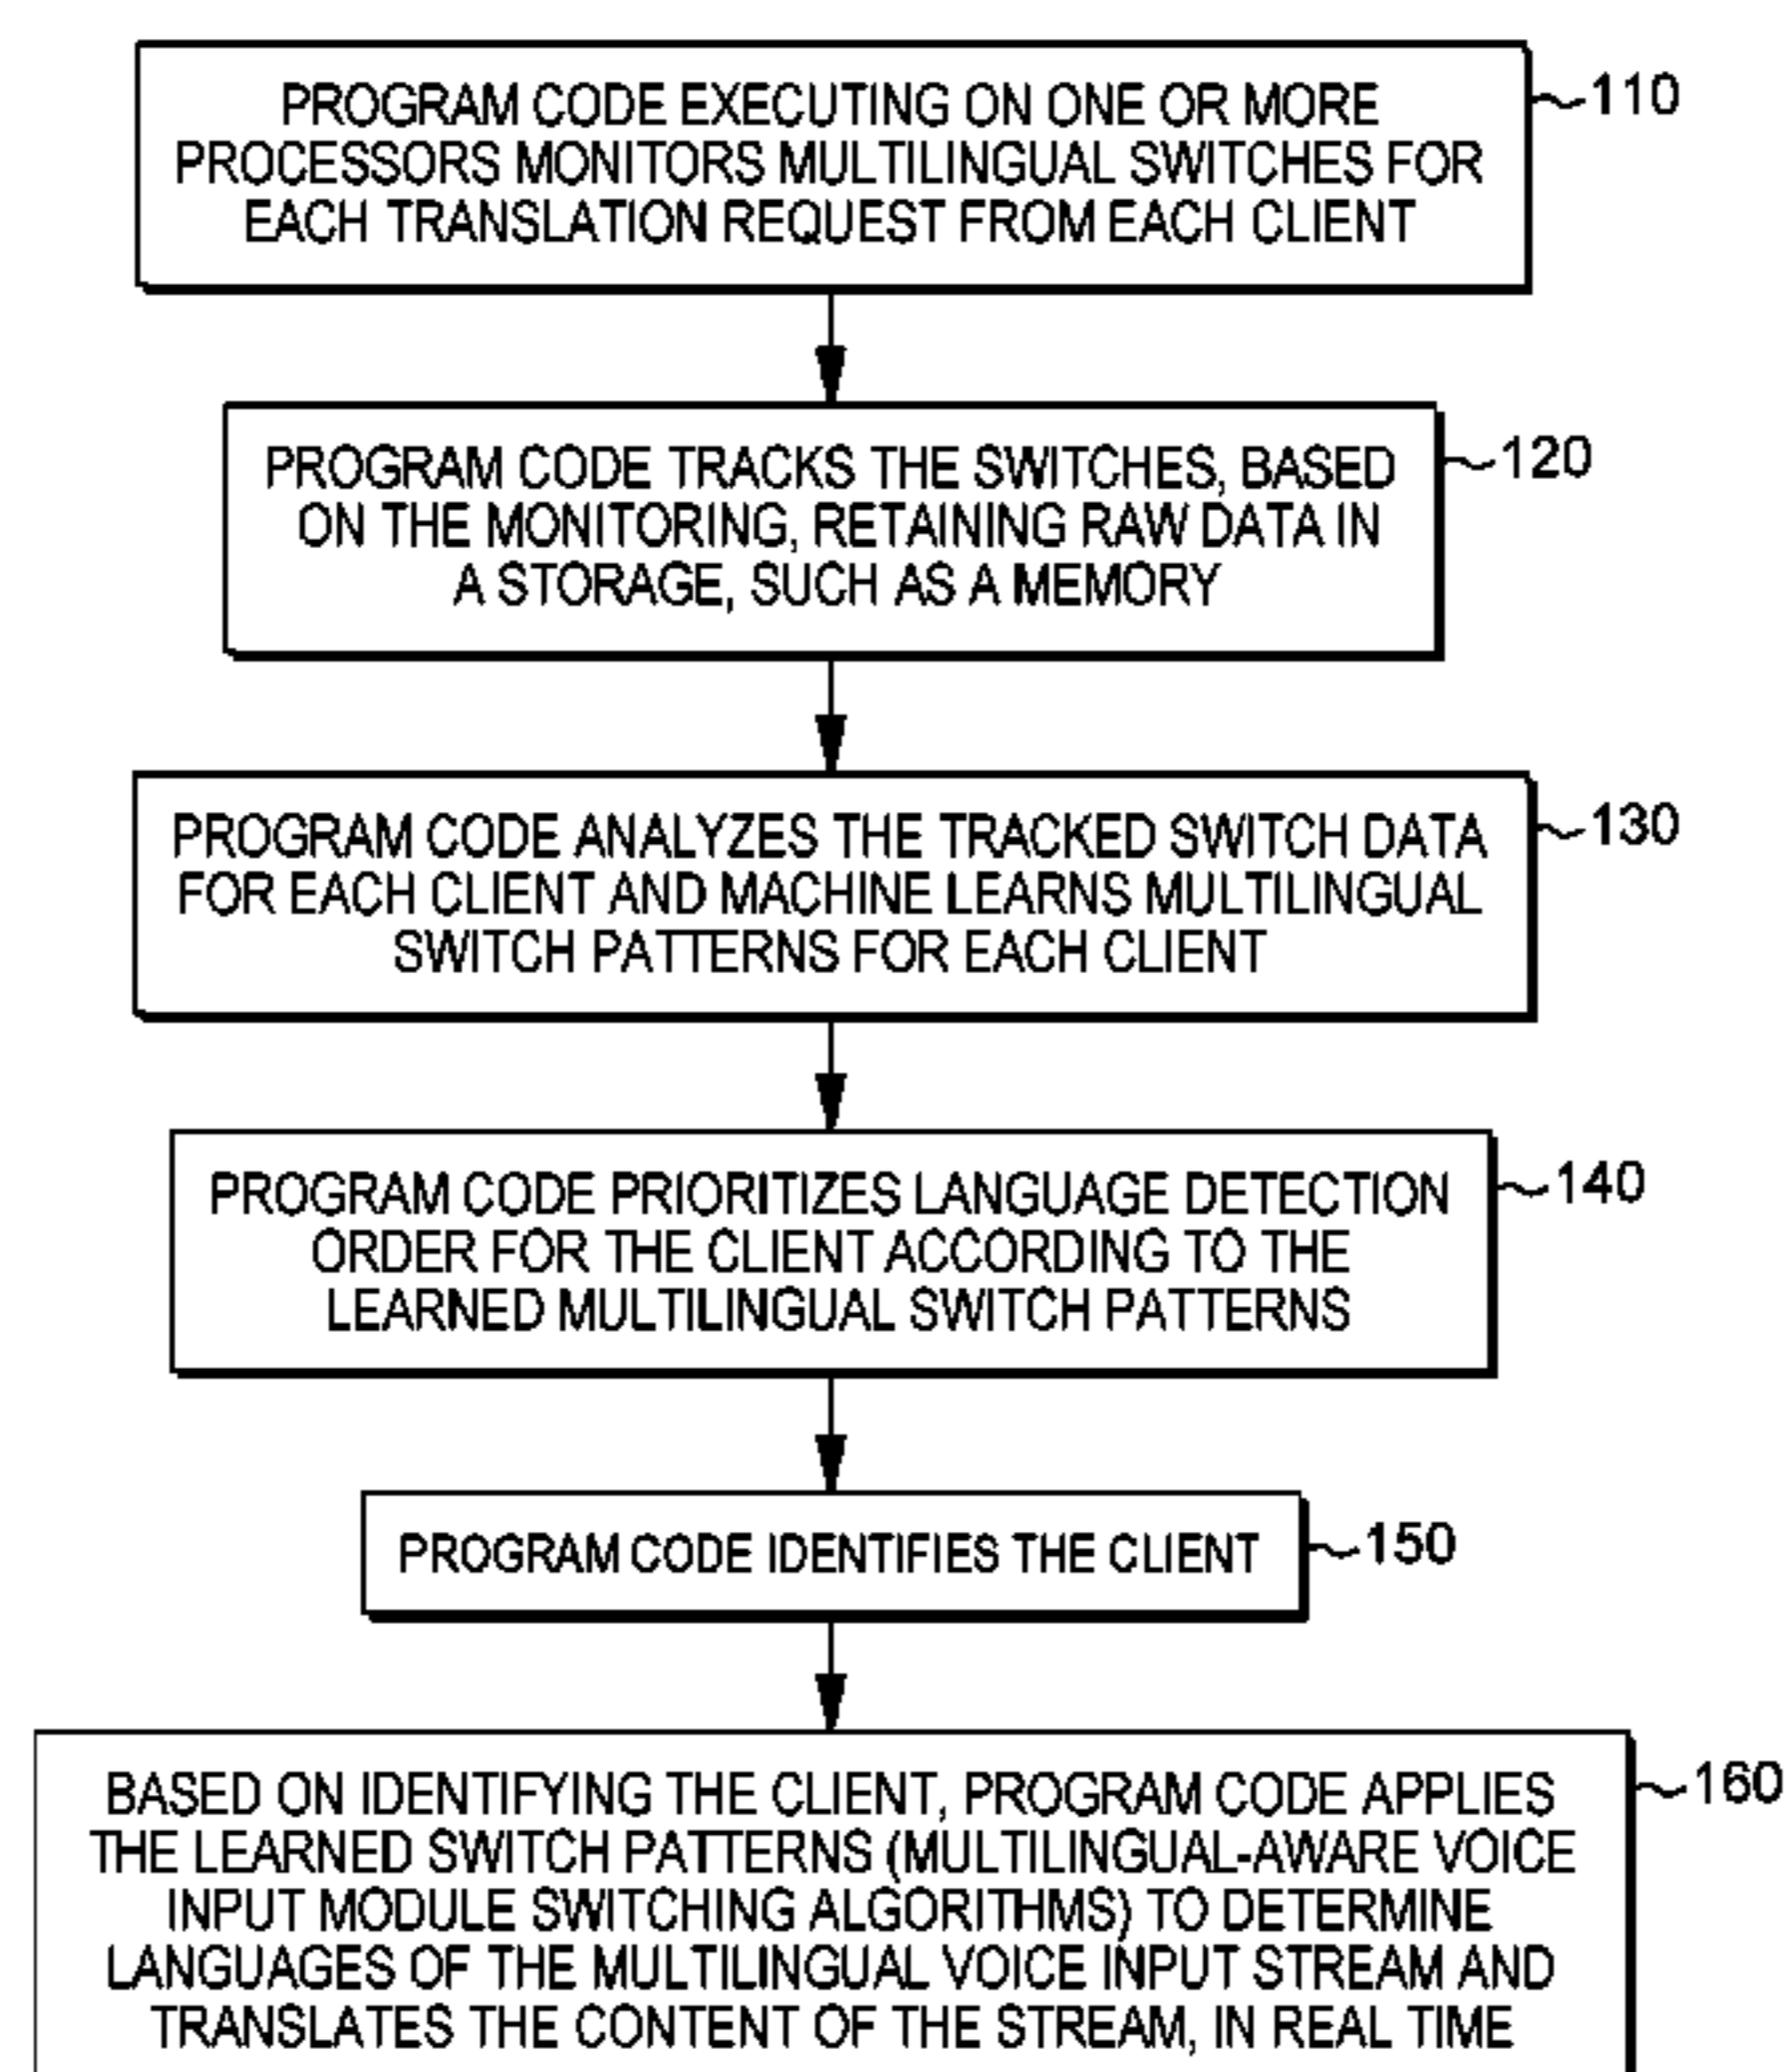 PROGRAM CODE EXECUTING ON ONE OR MORE
PROCESSORS MONITORS MULTILINGUAL SWITCHES FOR
EACH TRANSLATION REQUEST FROM EACH CLIENT
110
PROGRAM CODE TRACKS THE SWITCHES, BASED
ON THE MONITORING, RETAINING RAW DATA IN
A STORAGE, SUCH AS A MEMORY
120
PROGRAM CODE ANALYZES THE TRACKED SWITCH DATA
FOR EACH CLIENT AND MACHINE LEARNS MULTILINGUAL
SWITCH PATTERNS FOR EACH CLIENT
130
PROGRAM CODE PRIORITIZES LANGUAGE DETECTION
ORDER FOR THE CLIENT ACCORDING TO THE
LEARNED MULTILINGUAL SWITCH PATTERNS
140
PROGRAM CODE IDENTIFIES THE CLIENT
150
BASED ON IDENTIFYING THE CLIENT, PROGRAM CODE APPLIES
THE LEARNED SWITCH PATTERNS (MULTILINGUAL-AWARE VOICE
INPUT MODULE SWITCHING ALGORITHMS) TO DETERMINE
LANGUAGES OF THE MULTILINGUAL VOICE INPUT STREAM AND
TRANSLATES THE CONTENT OF THE STREAM, IN REAL TIME
160